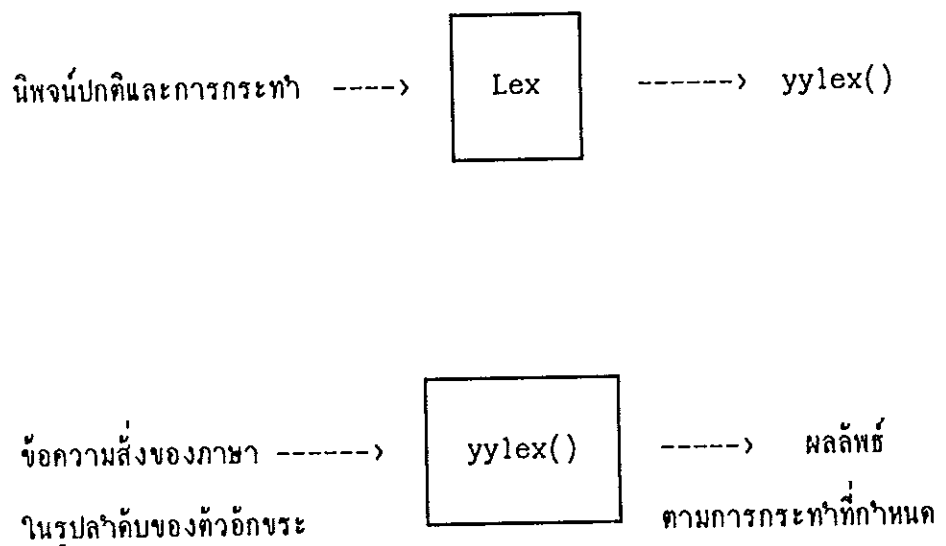 นิพจน์ปกติและการกระทำ ----> Lex ------> yylex()
ข้อความสั่งของภาษา ------> yylex() -----> ผลลัพธ์
ในรูปลำดับของตัวอักขระ ตามการกระทำที่กำหนด